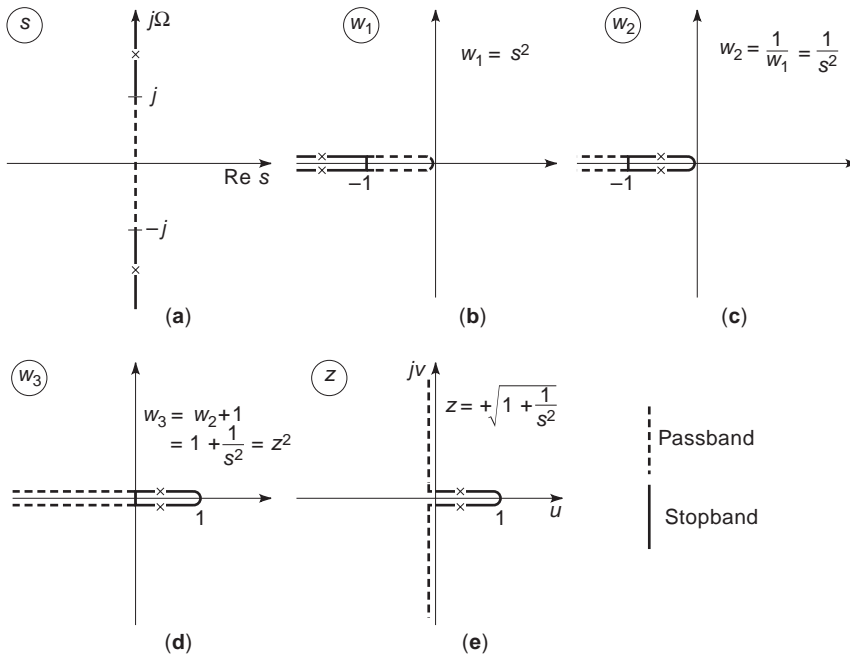 s
jΩ
j
Re s
−j
(a)
w₁
w₁ = s²
−1
(b)
w₂
w₂ = 1/w₁ = 1/s²
−1
(c)
w₃
w₃ = w₂+1
= 1 + 1/s² = z²
1
(d)
z
jv
z = +√(1 + 1/s²)
u
1
(e)
Passband
Stopband